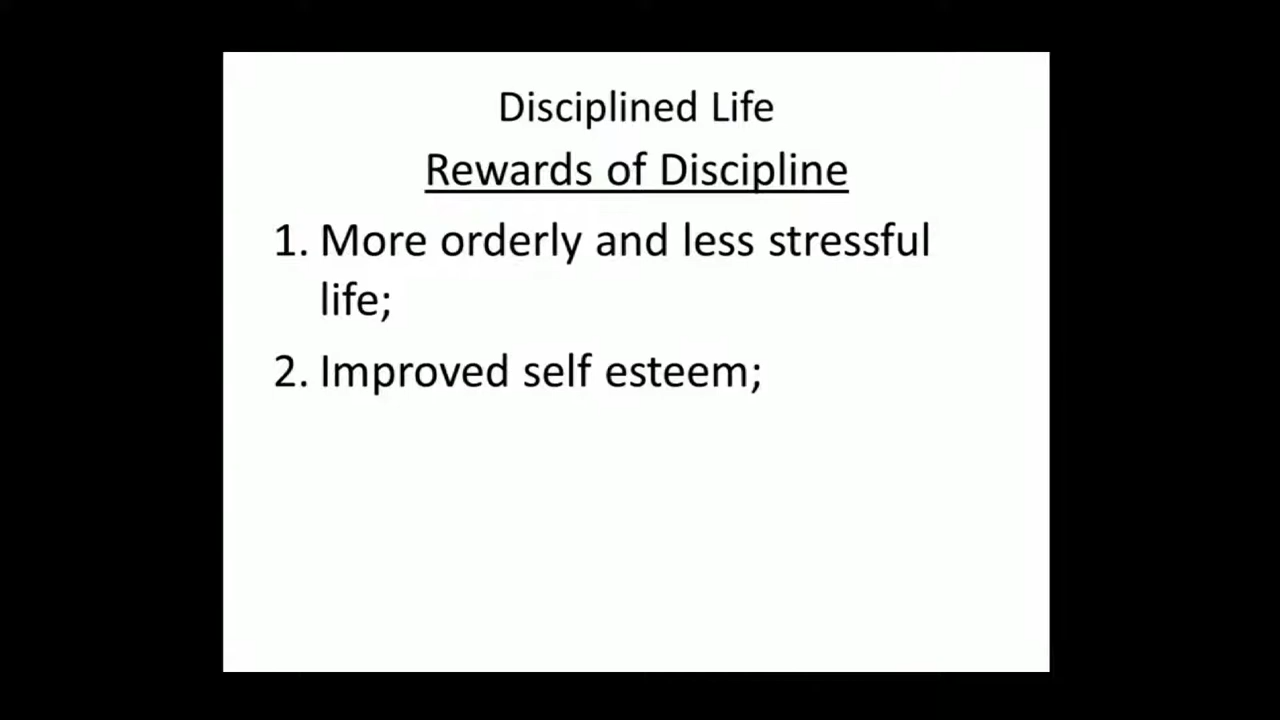 Disciplined Life
Rewards of Discipline
1. More orderly and less stressful
life;
2. Improved self esteem;